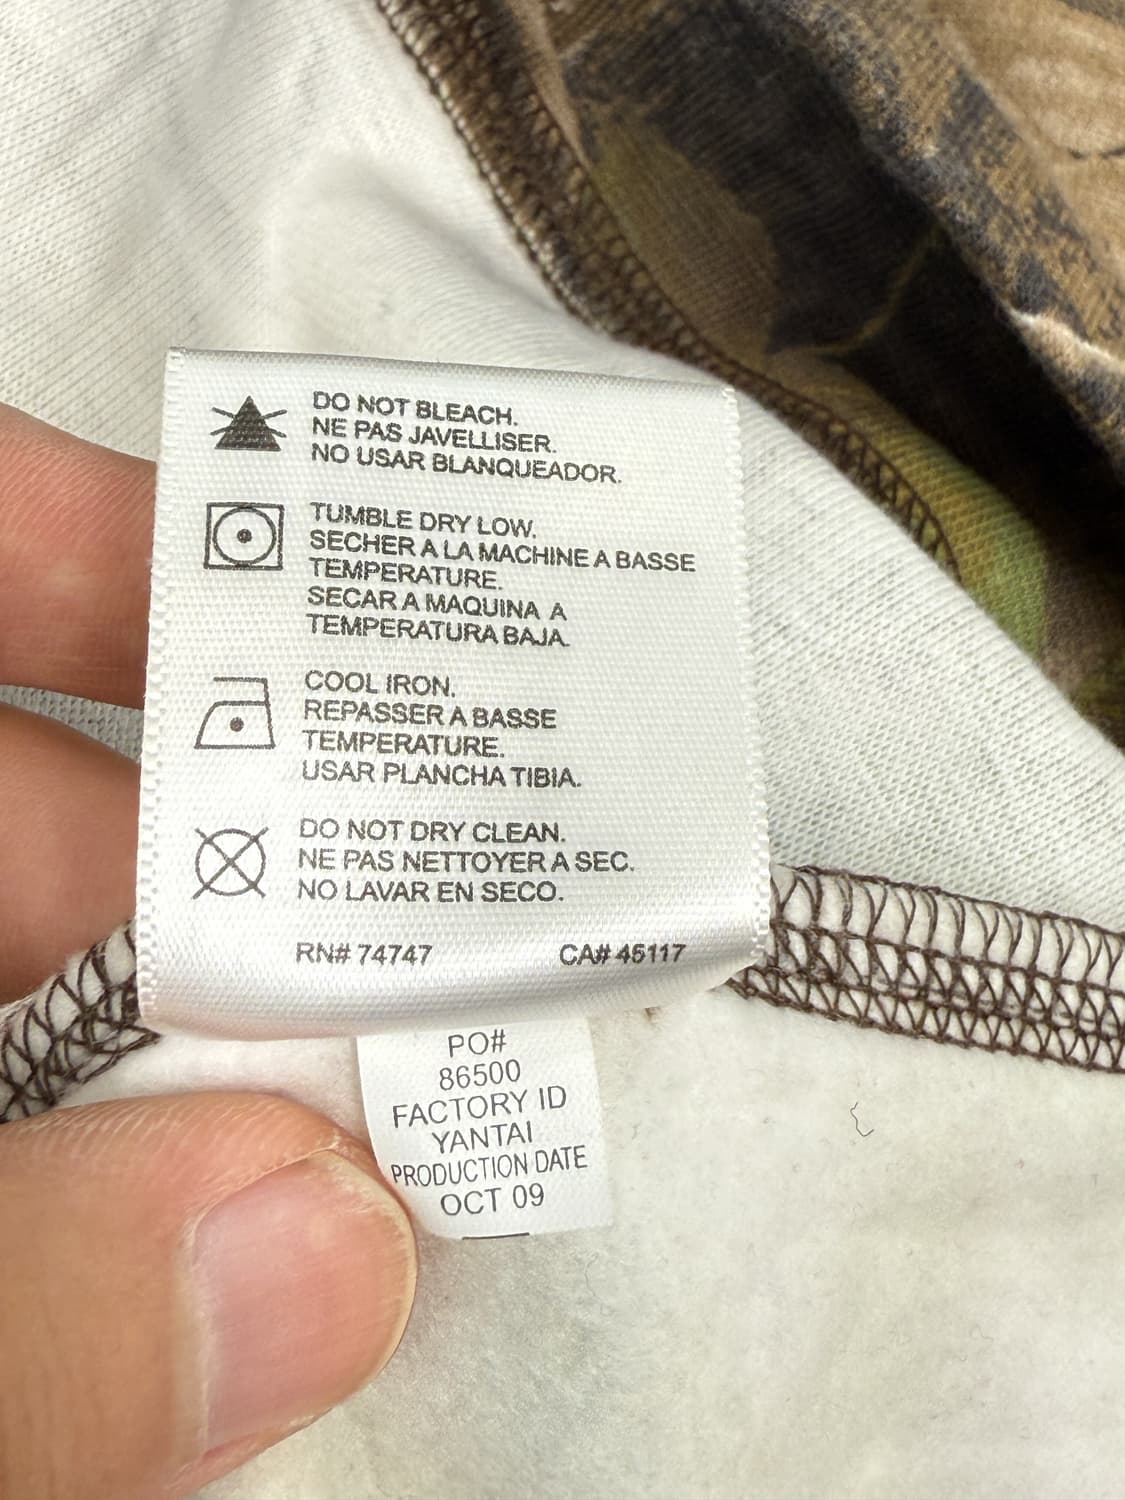 DO NOT BLEACH.
NE PAS JAVELLISER.
NO USAR BLANQUEADOR.
TUMBLE DRY LOW.
SECHER A LA MACHINE A BASSE
TEMPERATURE.
SECAR A MAQUINA A
TEMPERATURA BAJA.
COOL IRON.
REPASSER A BASSE
TEMPERATURE.
USAR PLANCHA TIBIA.
DO NOT DRY CLEAN.
NE PAS NETTOYER A SEC.
NO LAVAR EN SECO.
RN# 74747 CA# 45117
PO#
86500
FACTORY ID
YANTAI
PRODUCTION DATE
OCT 09